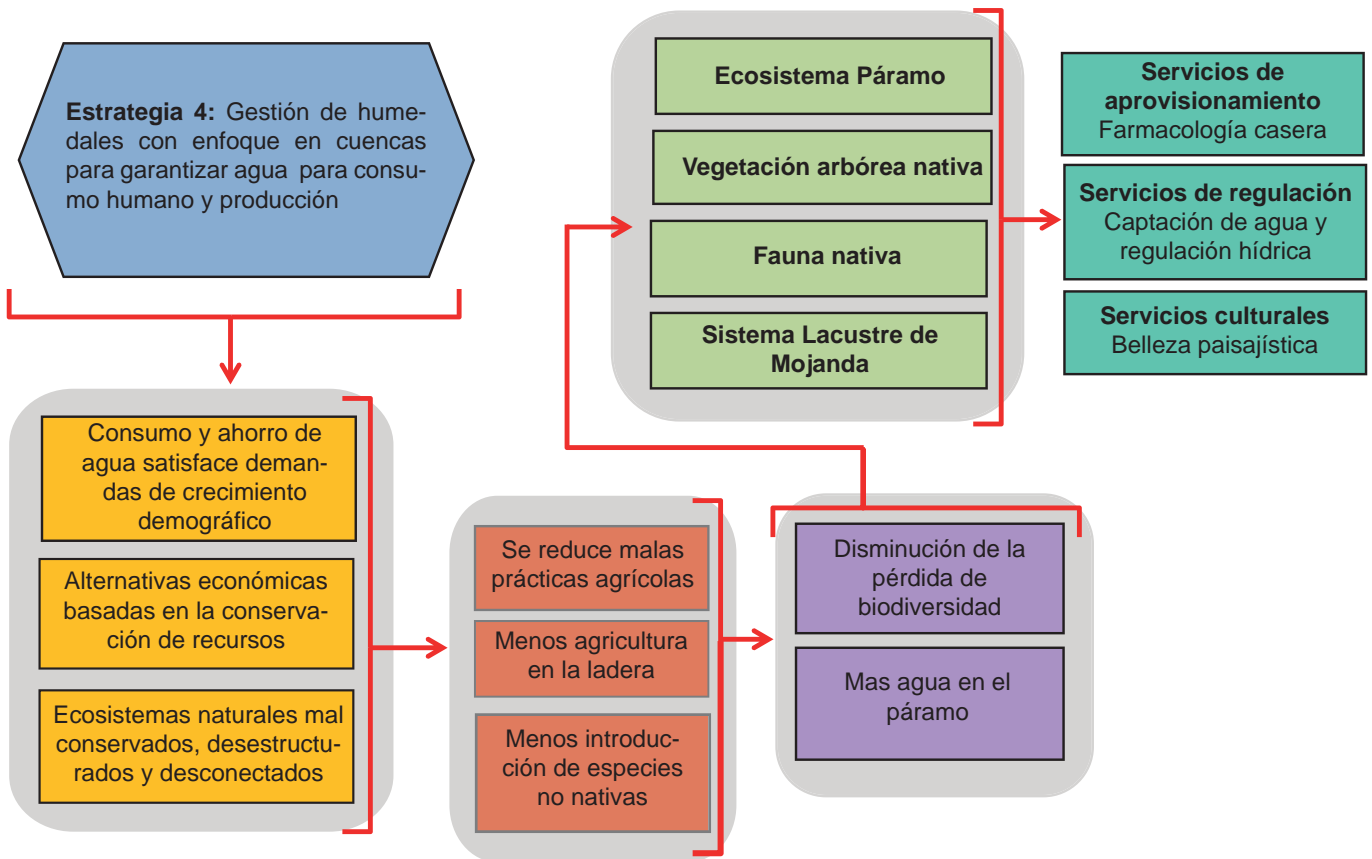 Estrategia 4: Gestión de hume-
dales con enfoque en cuencas
para garantizar agua para consu-
mo humano y producción
Consumo y ahorro de
agua satisface deman-
das de crecimiento
demográfico
Alternativas económicas
basadas en la conserva-
ción de recursos
Ecosistemas naturales mal
conservados, desestructu-
rados y desconectados
Se reduce malas
prácticas agrícolas
Menos agricultura
en la ladera
Menos introduc-
ción de especies
no nativas
Disminución de la
pérdida de
biodiversidad
Mas agua en el
páramo
Ecosistema Páramo
Vegetación arbórea nativa
Fauna nativa
Sistema Lacustre de
Mojanda
Servicios de
aprovisionamiento
Farmacología casera
Servicios de regulación
Captación de agua y
regulación hídrica
Servicios culturales
Belleza paisajística